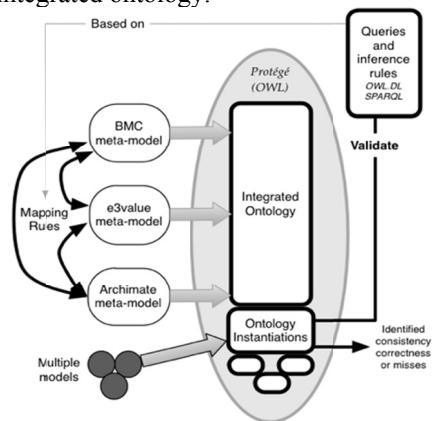 integrated ontology?
Based on
Queries
and
inference
rules
OWL.DL
SPARQL
Protégé
(OWL)
BMC
meta-model
Validate
e3value
meta-model
Integrated
Ontology
Mapping
Rues
Archimate
meta-model
Ontology
Instantiations
Multiple
models
Identified
consistency
correctness
or misses